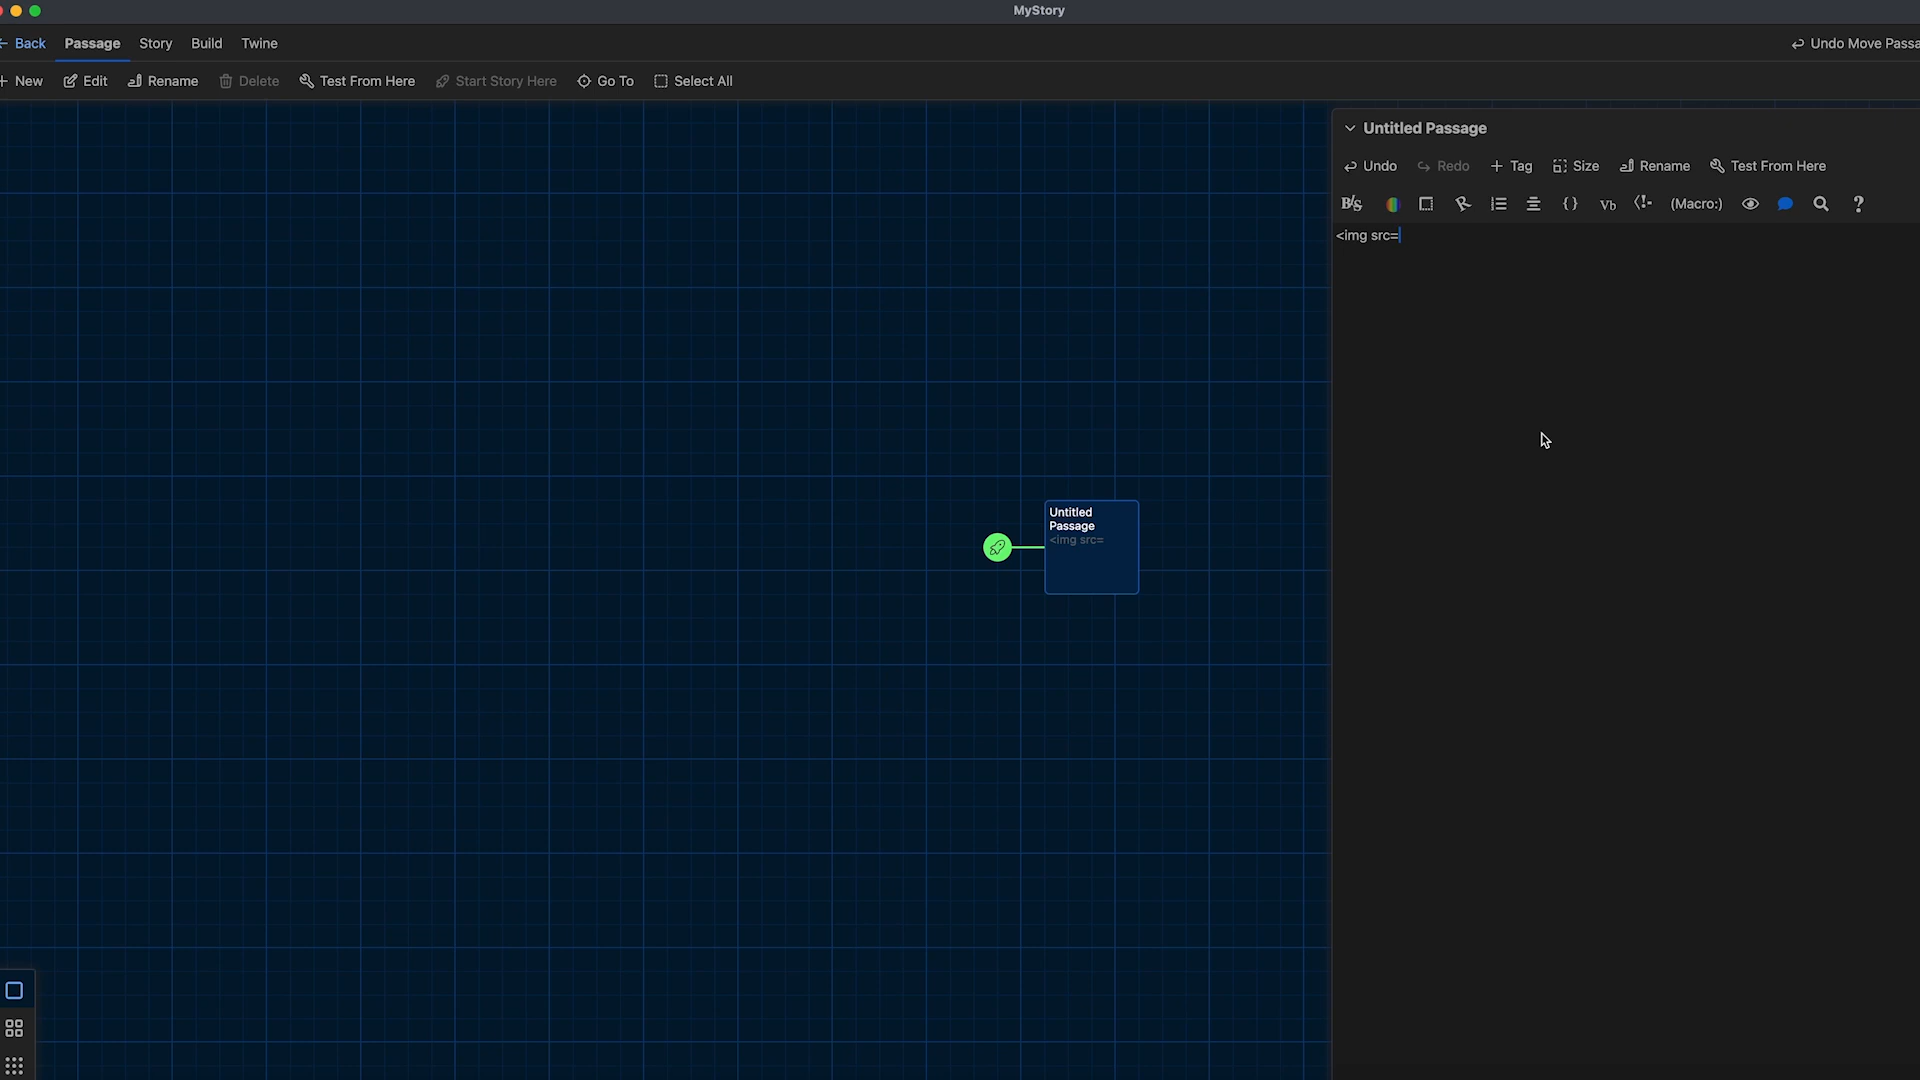 MyStory
Back Passage Story Build Twine Undo Move Passa
New Edit Rename Delete Test From Here Start Story Here Go To Select All
Untitled Passage
Undo Redo Tag Size Rename Test From Here
(Macro:)
<img src=
Untitled
Passage
<img src=